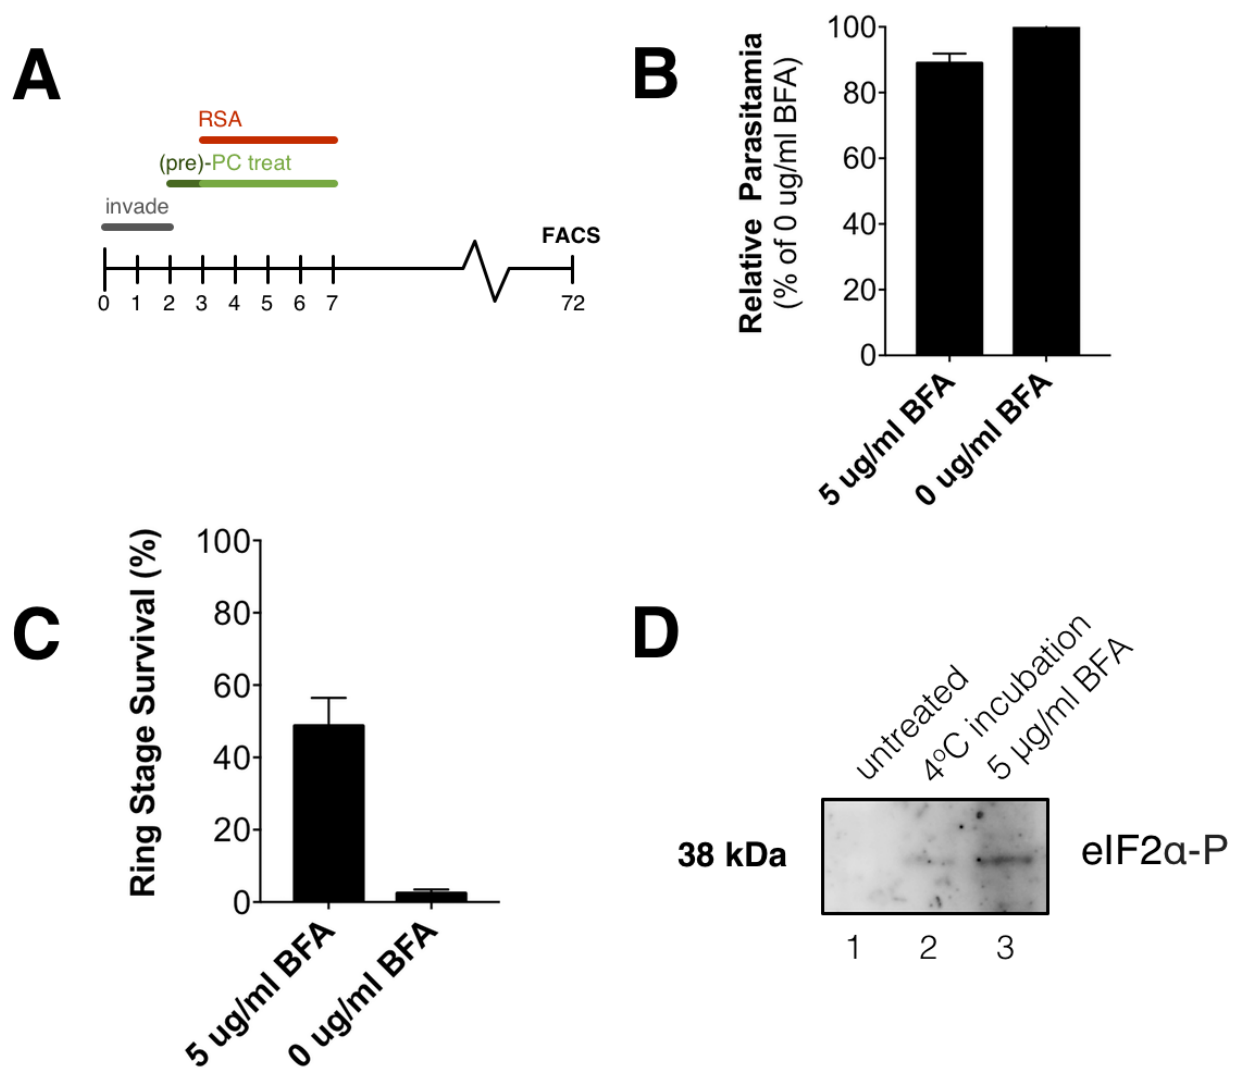 A
RSA
(pre)-PC treat
invade
FACS
0 1 2 3 4 5 6 7 72
B
Relative Parasitamia
(% of 0 ug/ml BFA)
100
80
60
40
20
0
5 ug/ml BFA
0 ug/ml BFA
C
Ring Stage Survival (%)
100
80
60
40
20
0
5 ug/ml BFA
0 ug/ml BFA
D
untreated
4ºC incubation
5 µg/ml BFA
38 kDa
eIF2α-P
1 2 3